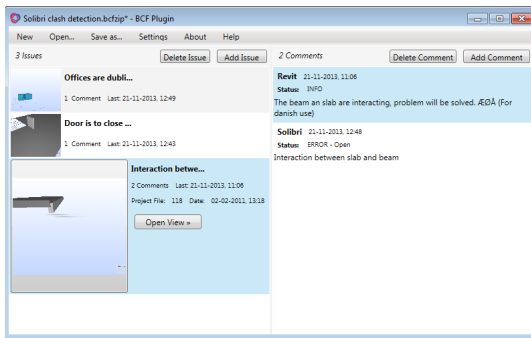 Solibri clash detection.bcfzip* - BCF Plugin
New Open... Save as... Settings About Help
3 Issues Delete Issue Add Issue
Offices are dubli...
1 Comment Last: 21-11-2013, 12:49
Door is to close ...
1 Comment Last: 21-11-2013, 12:43
Interaction betwe...
2 Comments Last: 21-11-2013, 11:06
Project File: 118 Date: 02-02-2011, 13:18
Open View »
2 Comments Delete Comment Add Comment
Revit 21-11-2013, 11:06
Status: INFO
The beam an slab are interacting, problem will be solved. ÆØÅ (For
danish use)
Solibri 21-11-2013, 12:48
Status: ERROR - Open
Interaction between slab and beam